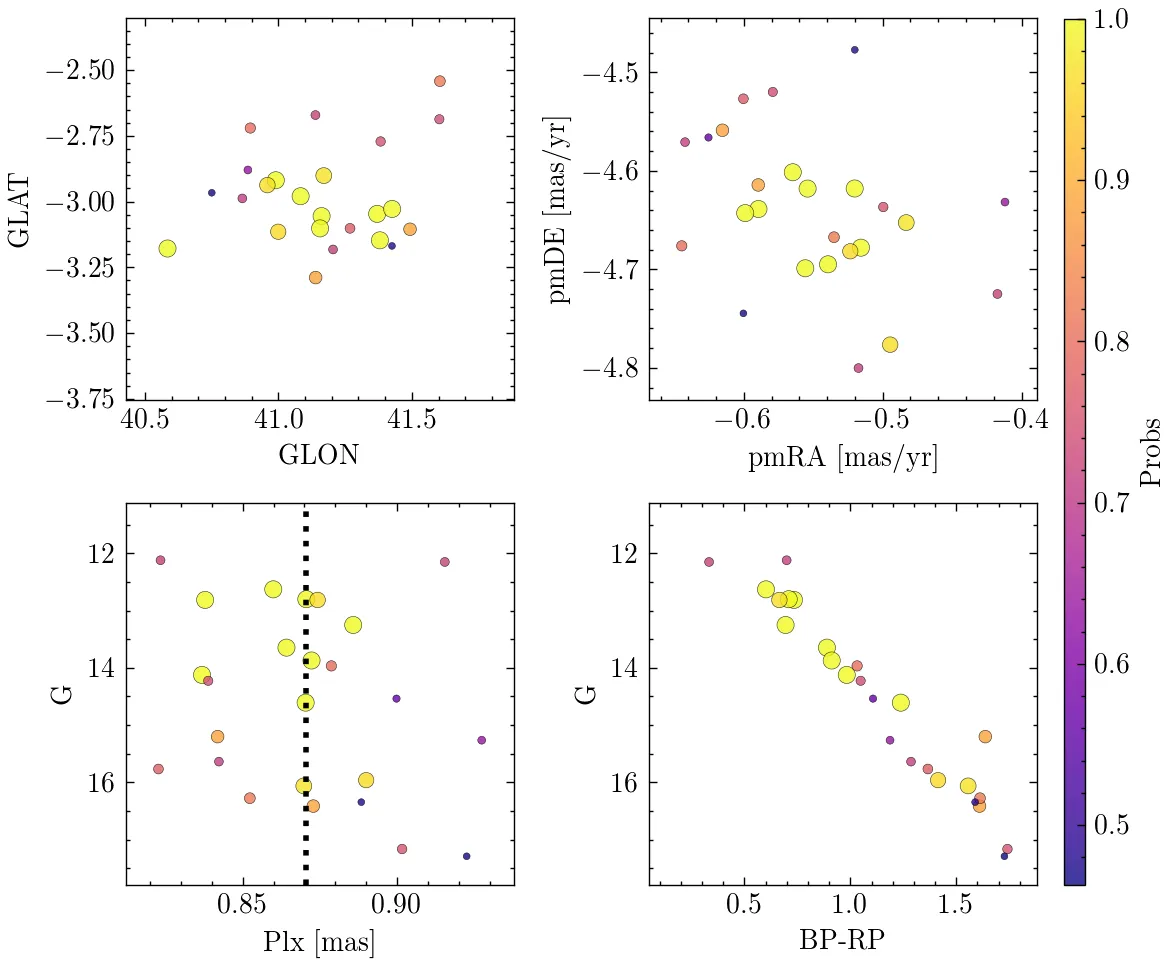 −2.50
−2.75
−3.00
−3.25
−3.50
−3.75
GLAT
40.5 41.0 41.5
GLON
−4.5
−4.6
−4.7
−4.8
pmDE [mas/yr]
−0.6 −0.5 −0.4
pmRA [mas/yr]
12
14
16
G
0.85 0.90
Plx [mas]
12
14
16
G
0.5 1.0 1.5
BP-RP
1.0
0.9
0.8
0.7
0.6
0.5
Probs